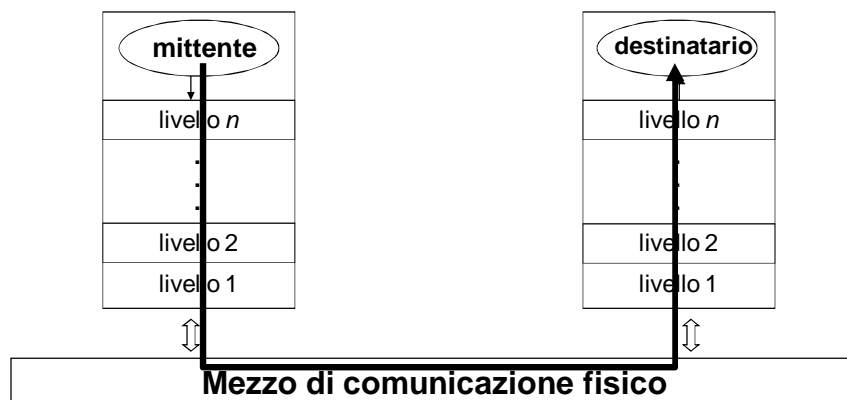 mittente
livello n
livello 2
livello 1
destinatario
livello n
livello 2
livello 1
Mezzo di comunicazione fisico